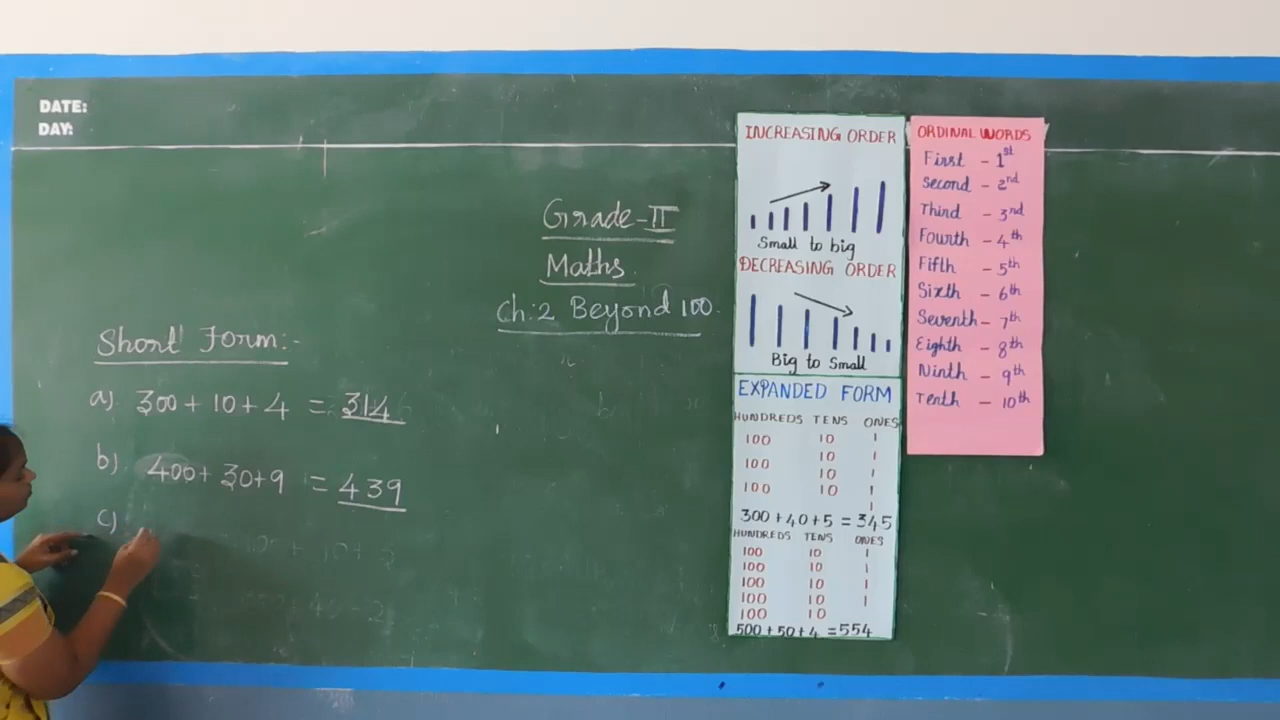 DATE:
DAY:
Grade-II
Maths
Ch:2 Beyond 100.
Short Form:-
a) 300 + 10 + 4 = 314
b) 400 + 30 + 9 = 439
c)
INCREASING ORDER
Small to big
DECREASING ORDER
Big to Small
EXPANDED FORM
HUNDREDS TENS ONES
100 10 1
10 1
100 10 1
100 10 1
1
300 + 40 + 5 = 345
HUNDREDS TENS ONES
100 10 1
100 10 1
100 10 1
100 10 1
100 10
500 + 50 + 4 = 554
ORDINAL WORDS
First - 1st
Second - 2nd
Third - 3rd
Fourth - 4th
Fifth - 5th
Sixth - 6th
Seventh - 7th
Eighth - 8th
Ninth - 9th
Tenth - 10th